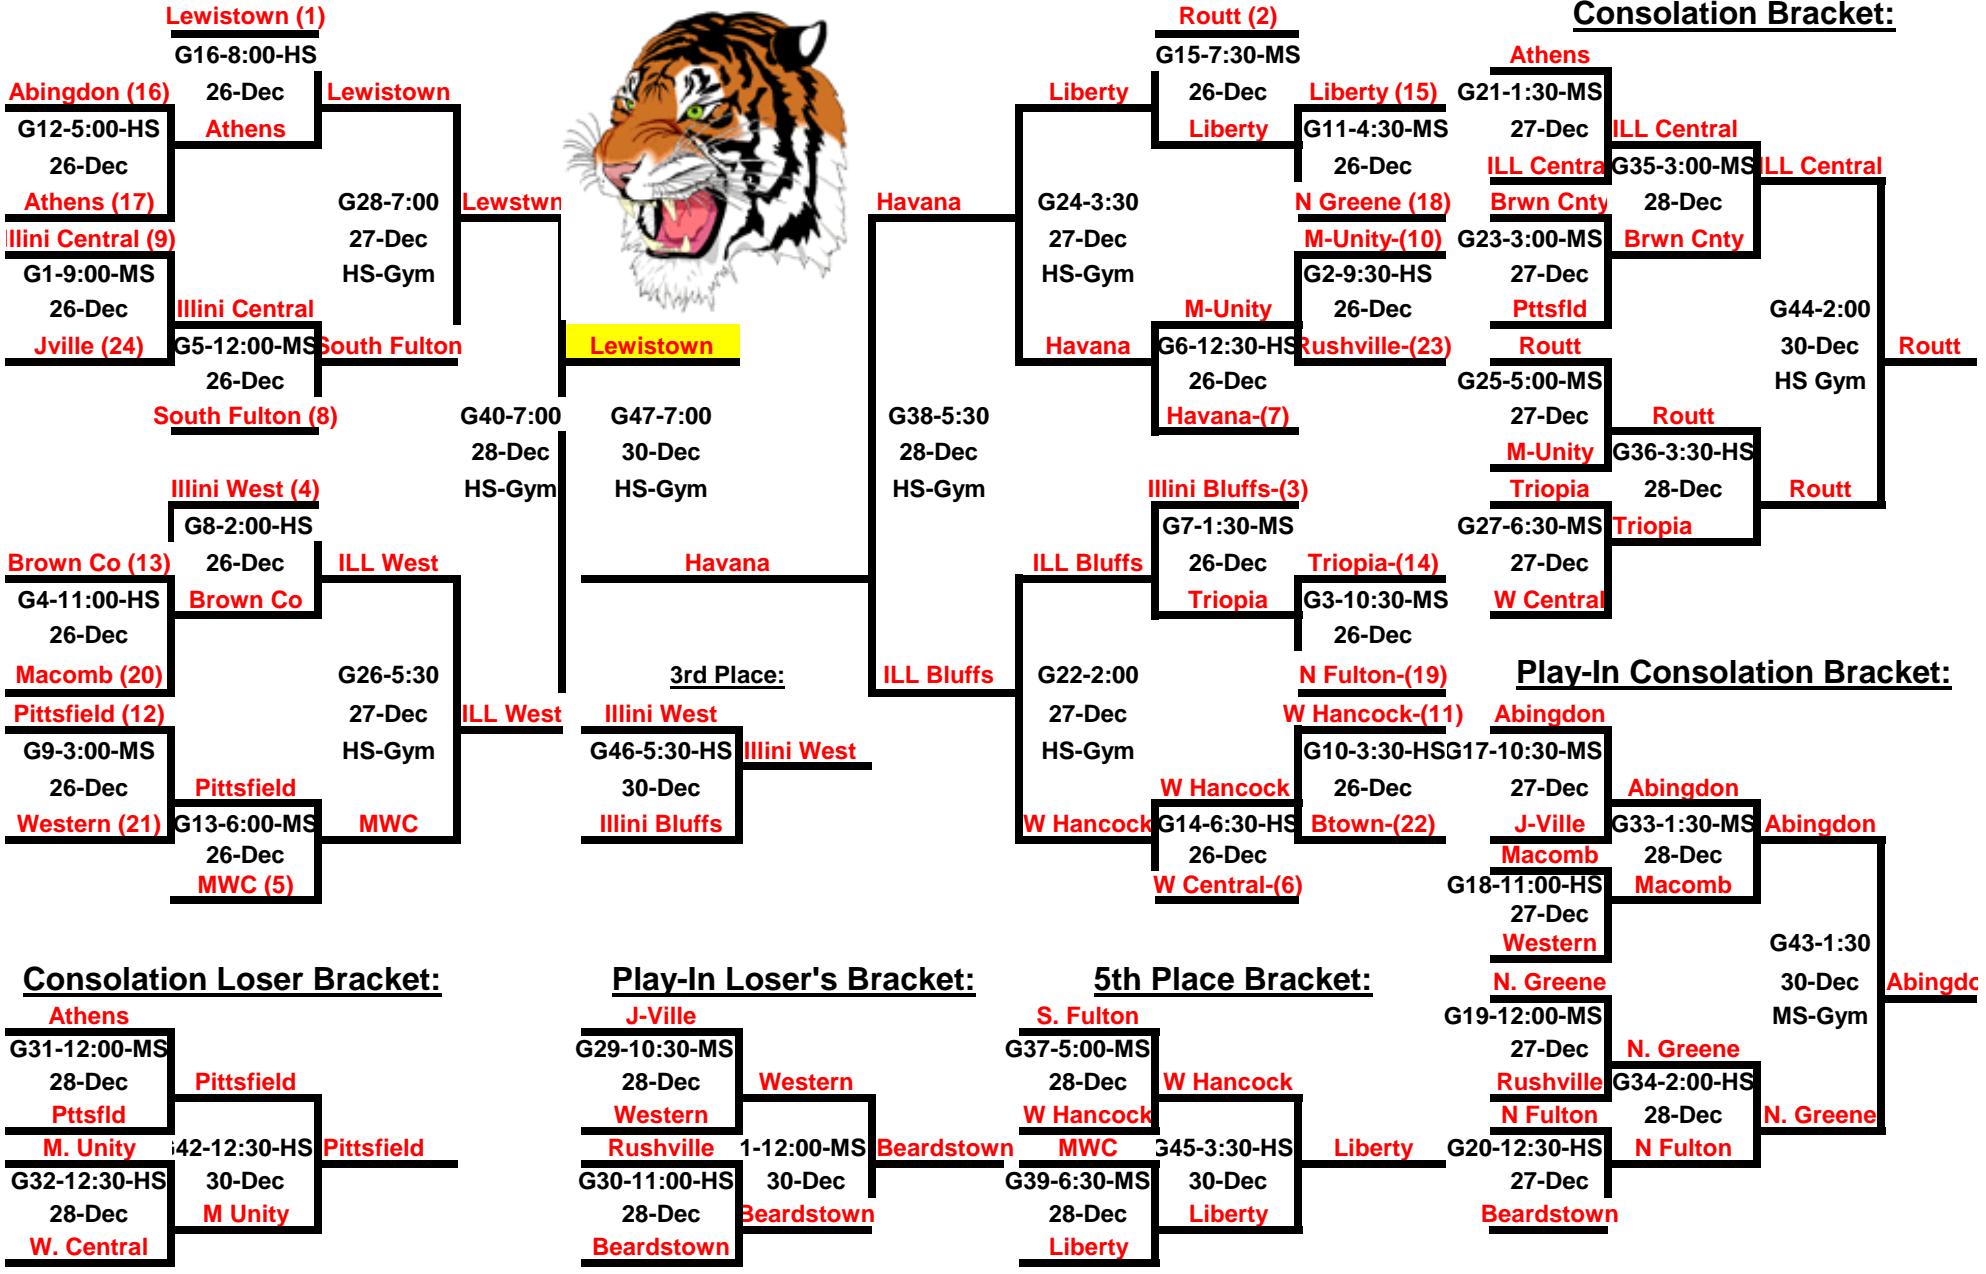 Lewistown (1)
G16-8:00-HS
Abingdon (16)
26-Dec
Lewistown
G12-5:00-HS
Athens
26-Dec
Athens (17)
G28-7:00
Lewstwn
Illini Central (9)
27-Dec
G1-9:00-MS
HS-Gym
26-Dec
Illini Central
Jville (24)
G5-12:00-MS
South Fulton
Lewistown
26-Dec
South Fulton (8)
G40-7:00
G47-7:00
28-Dec
30-Dec
HS-Gym
HS-Gym
Illini West (4)
G8-2:00-HS
Brown Co (13)
26-Dec
ILL West
Havana
G4-11:00-HS
Brown Co
26-Dec
Macomb (20)
G26-5:30
3rd Place:
Pittsfield (12)
27-Dec
ILL West
Illini West
G9-3:00-MS
HS-Gym
G46-5:30-HS
Illini West
26-Dec
Pittsfield
30-Dec
Western (21)
G13-6:00-MS
MWC
Illini Bluffs
26-Dec
MWC (5)
Routt (2)
G15-7:30-MS
Liberty
26-Dec
Liberty (15)
Liberty
G11-4:30-MS
26-Dec
Havana
G24-3:30
N Greene (18)
27-Dec
M-Unity-(10)
HS-Gym
G2-9:30-HS
M-Unity
26-Dec
Havana
G6-12:30-HS
Rushville-(23)
26-Dec
G38-5:30
Havana-(7)
28-Dec
HS-Gym
Illini Bluffs-(3)
G7-1:30-MS
ILL Bluffs
26-Dec
Triopia-(14)
Triopia
G3-10:30-MS
26-Dec
ILL Bluffs
G22-2:00
N Fulton-(19)
27-Dec
W Hancock-(11)
HS-Gym
G10-3:30-HS
W Hancock
26-Dec
W Hancock
G14-6:30-HS
Btown-(22)
26-Dec
W Central-(6)
Consolation Bracket:
Athens
G21-1:30-MS
27-Dec
ILL Central
ILL Centra
G35-3:00-MS
ILL Central
Brwn Cnty
28-Dec
G23-3:00-MS
Brwn Cnty
27-Dec
Pttsfld
G44-2:00
Routt
30-Dec
Routt
G25-5:00-MS
HS Gym
27-Dec
Routt
M-Unity
G36-3:30-HS
Triopia
28-Dec
Routt
G27-6:30-MS
Triopia
27-Dec
W Central
Play-In Consolation Bracket:
Abingdon
G17-10:30-MS
27-Dec
Abingdon
J-Ville
G33-1:30-MS
Abingdon
Macomb
28-Dec
G18-11:00-HS
Macomb
27-Dec
Western
G43-1:30
N. Greene
30-Dec
Abingdo
G19-12:00-MS
MS-Gym
27-Dec
N. Greene
Rushville
G34-2:00-HS
N Fulton
28-Dec
N. Greene
G20-12:30-HS
N Fulton
27-Dec
Beardstown
Consolation Loser Bracket:
Athens
G31-12:00-MS
28-Dec
Pittsfield
Pttsfld
M. Unity
42-12:30-HS
Pittsfield
G32-12:30-HS
30-Dec
28-Dec
M Unity
W. Central
Play-In Loser's Bracket:
J-Ville
G29-10:30-MS
28-Dec
Western
Western
Rushville
1-12:00-MS
Beardstown
G30-11:00-HS
30-Dec
28-Dec
Beardstown
Beardstown
5th Place Bracket:
S. Fulton
G37-5:00-MS
28-Dec
W Hancock
W Hancock
MWC
G45-3:30-HS
Liberty
G39-6:30-MS
30-Dec
28-Dec
Liberty
Liberty